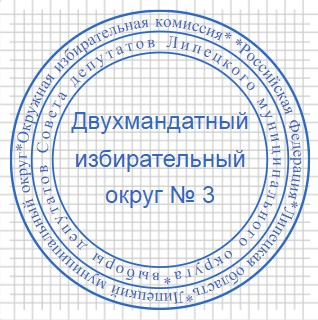 *Российская Федерация*Липецкая область*Липецкий муниципальный округ*Окружная избирательная комиссия*
*выборы депутатов Совета депутатов Липецкого муниципального округа
Двухмандатный
избирательный
округ № 3